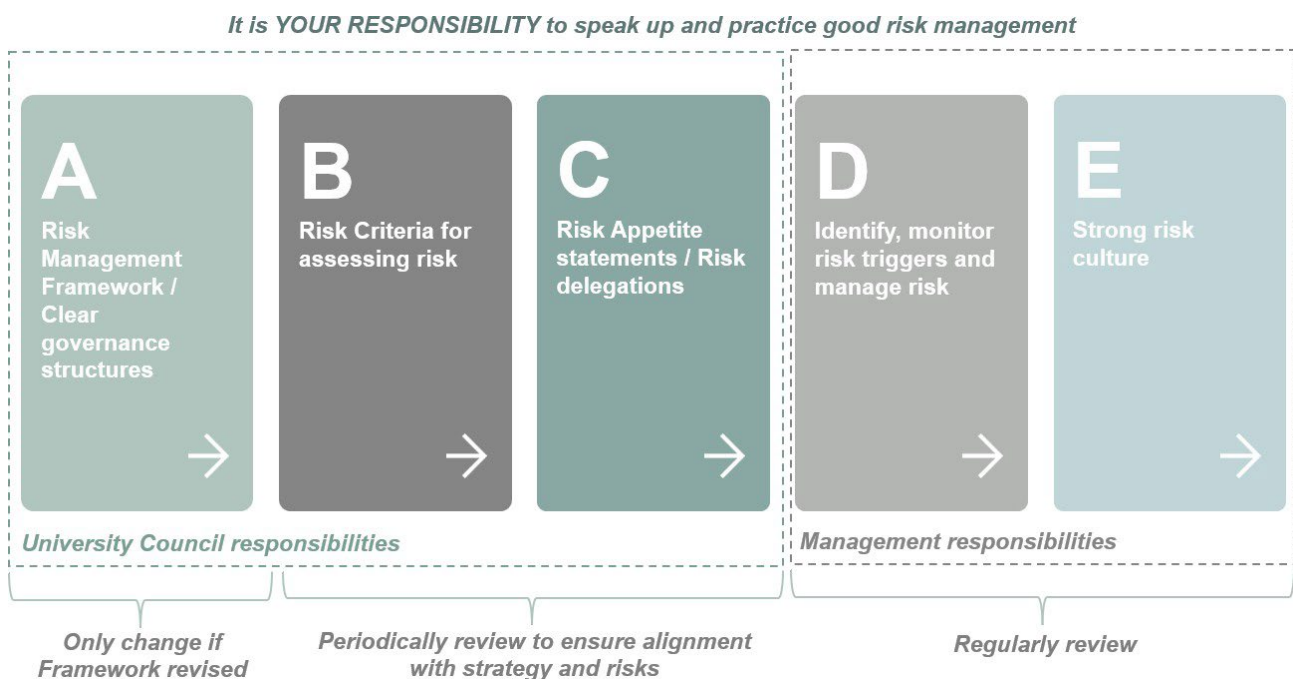 It is YOUR RESPONSIBILITY to speak up and practice good risk management
A
Risk
Management
Framework /
Clear
governance
structures
B
Risk Criteria for
assessing risk
C
Risk Appetite
statements / Risk
delegations
D
Identify, monitor
risk triggers and
manage risk
E
Strong risk
culture
University Council responsibilities
Management responsibilities
Only change if
Framework revised
Periodically review to ensure alignment
with strategy and risks
Regularly review